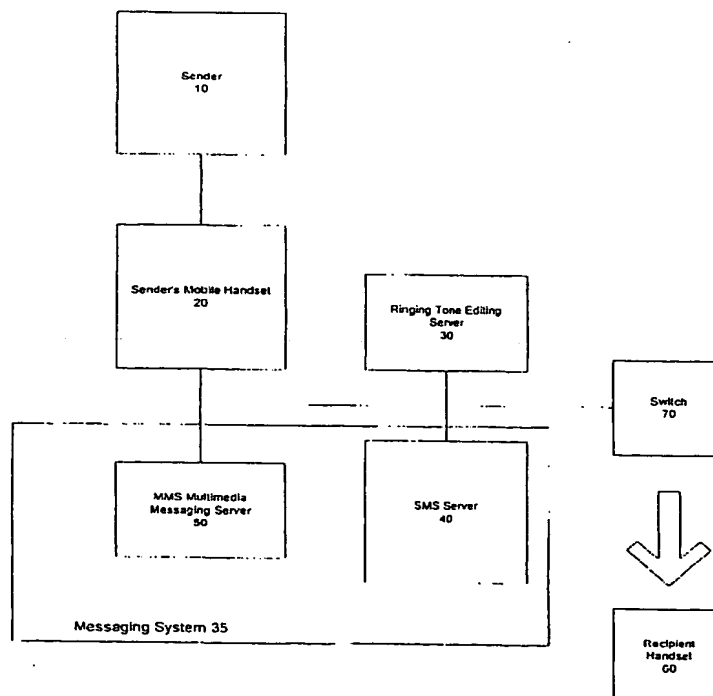 Sender
10
Sender's Mobile Handset
20
Ringing Tone Editing
Server
30
Switch
70
MMS Multimedia
Messaging Server
50
SMS Server
40
Messaging System 35
Recipient
Handset
60